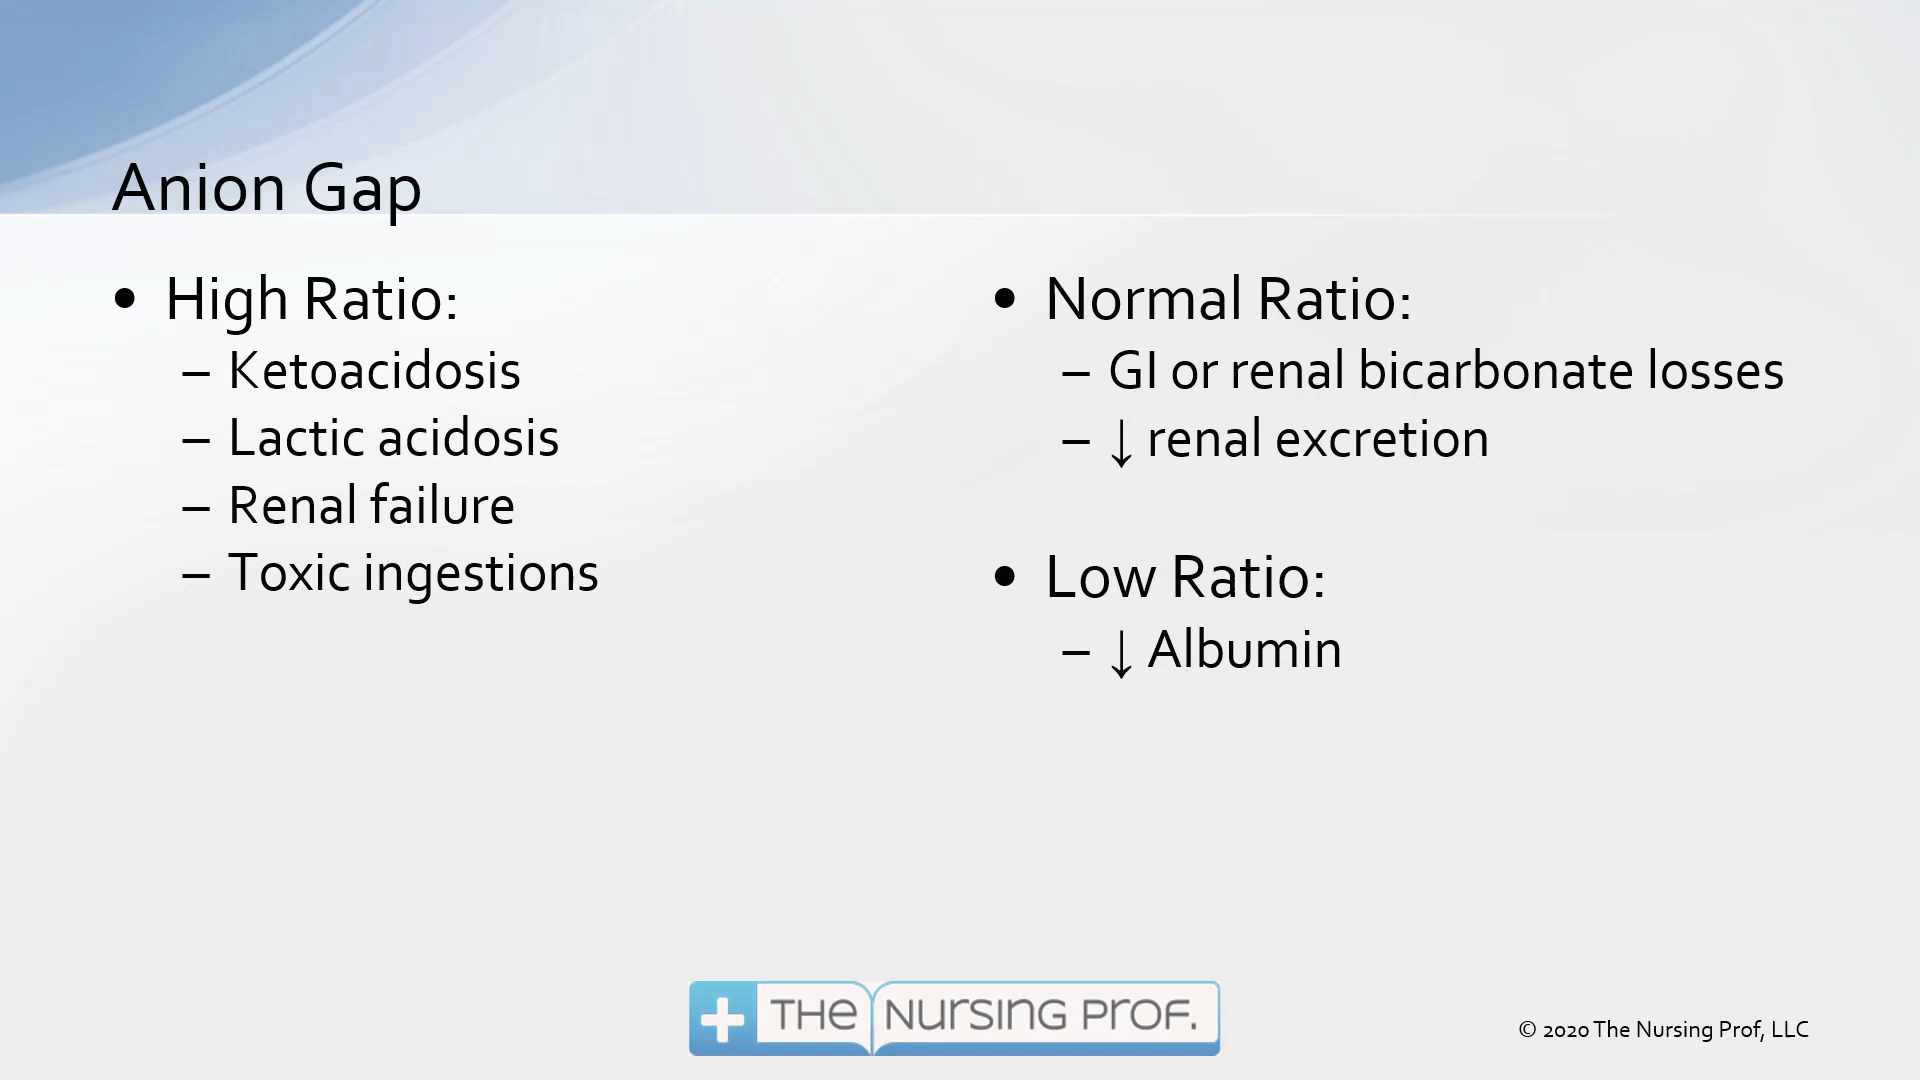 Anion Gap
• High Ratio:
– Ketoacidosis
– Lactic acidosis
– Renal failure
– Toxic ingestions
• Normal Ratio:
– GI or renal bicarbonate losses
– ↓ renal excretion
• Low Ratio:
– ↓ Albumin
THE NURSING PROF.
© 2020 The Nursing Prof, LLC